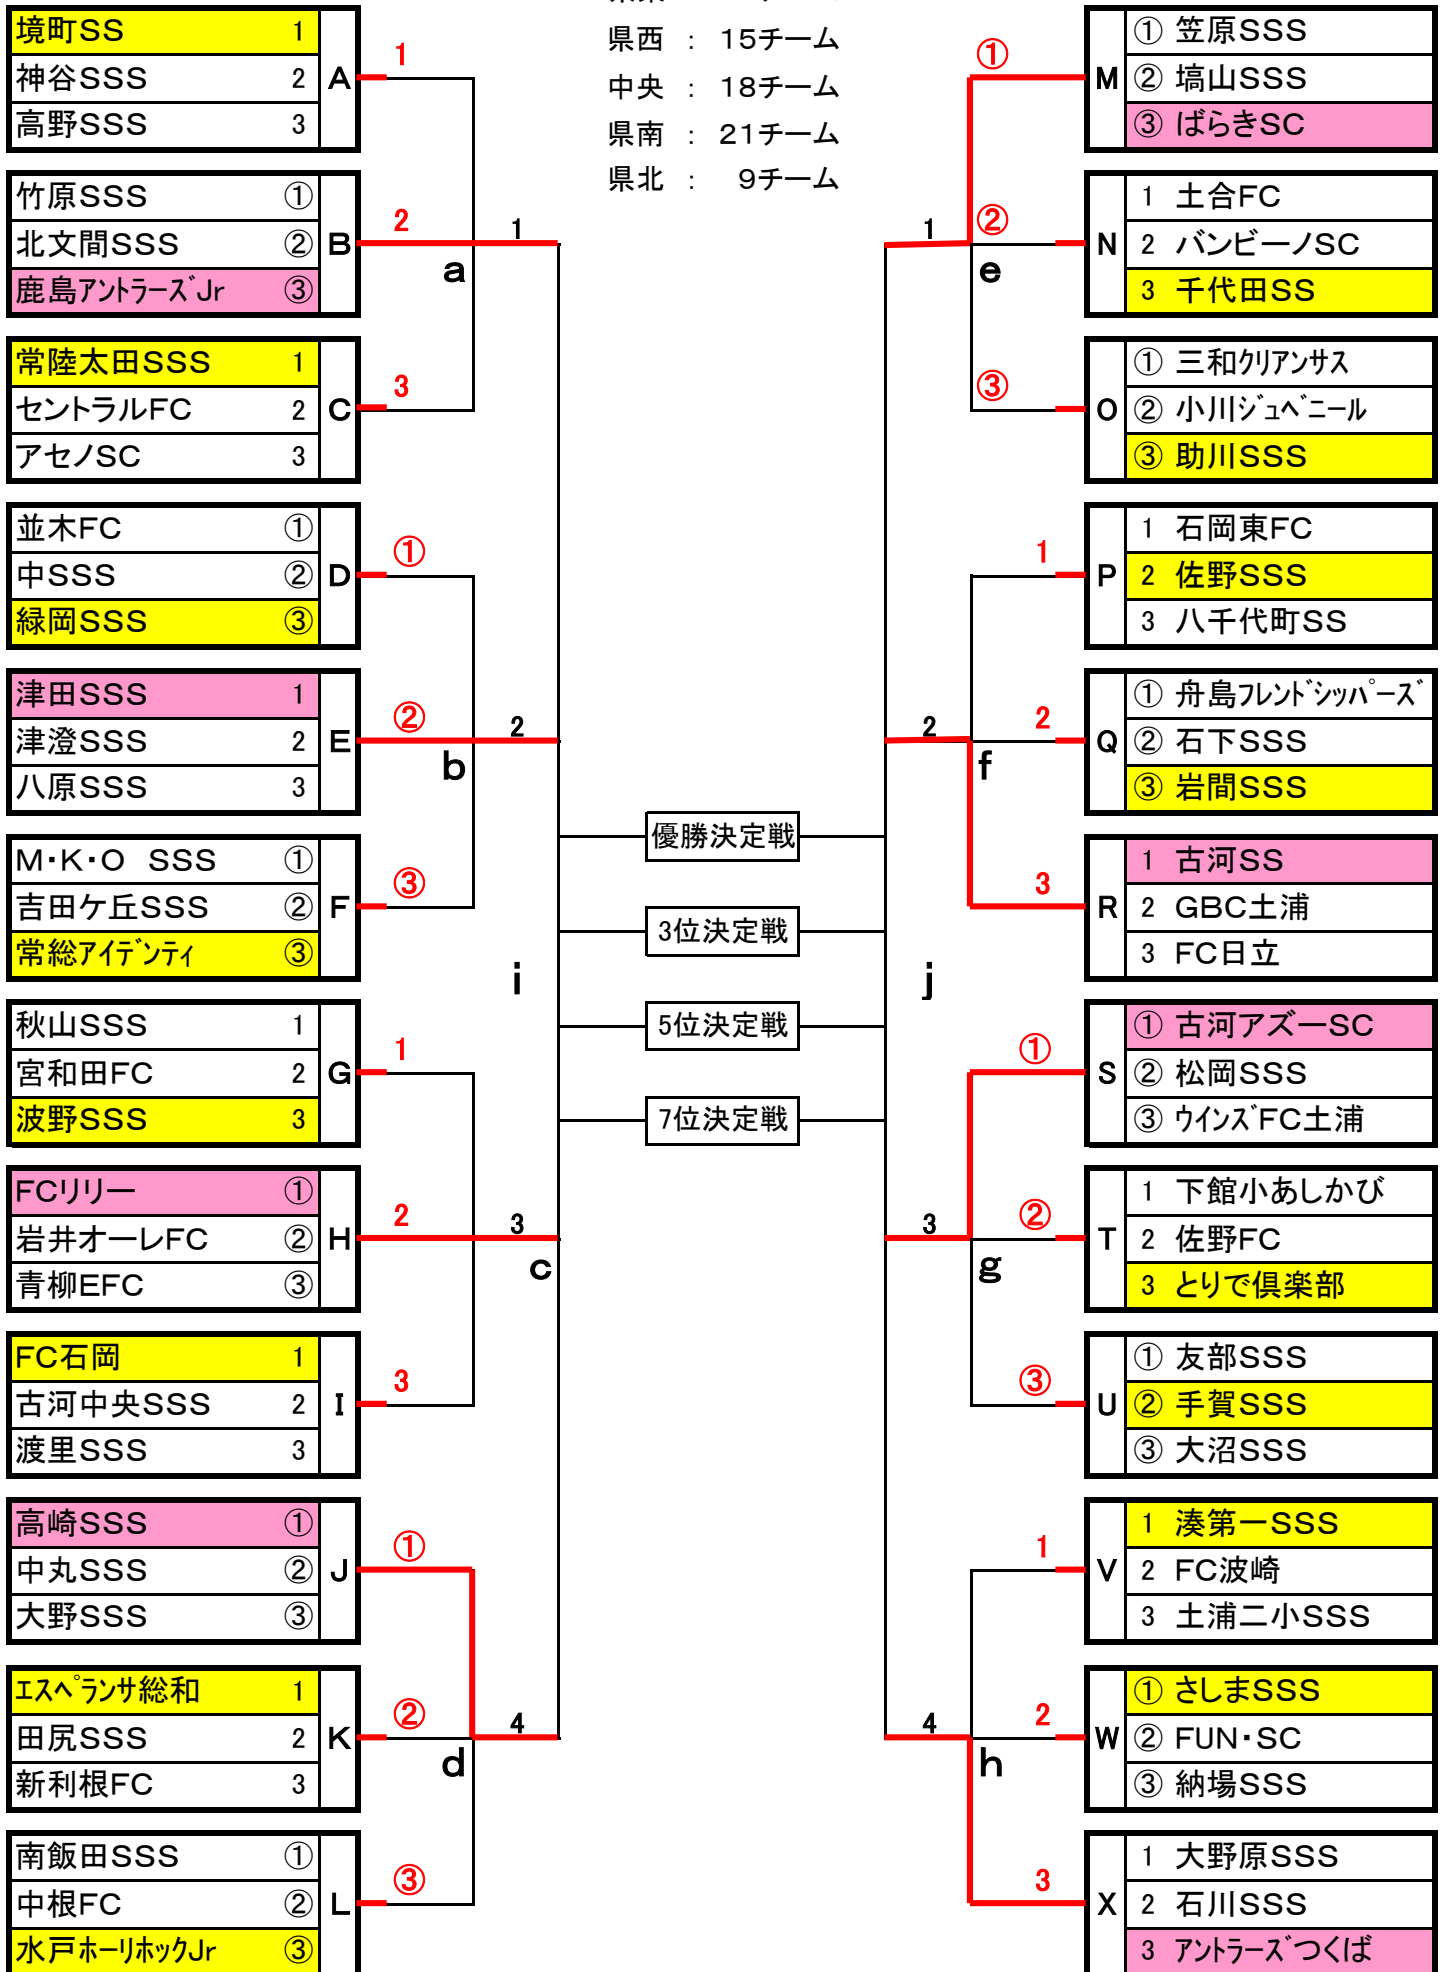 県西 ： 15チーム
中央 ： 18チーム
県南 ： 21チーム
県北 ： 9チーム
境町SS 1
神谷SSS 2
高野SSS 3
A
1
竹原SSS ①
北文間SSS ②
鹿島アントラーズJr ③
B
2
常陸太田SSS 1
セントラルFC 2
アセノSC 3
C
3
a
1
並木FC ①
中SSS ②
緑岡SSS ③
D
①
津田SSS 1
津澄SSS 2
八原SSS 3
E
②
M・K・O SSS ①
吉田ケ丘SSS ②
常総アイデンティ ③
F
③
b
2
秋山SSS 1
宮和田FC 2
波野SSS 3
G
1
FCリリー ①
岩井オーレFC ②
青柳EFC ③
H
2
FC石岡 1
古河中央SSS 2
渡里SSS 3
I
3
c
3
高崎SSS ①
中丸SSS ②
大野SSS ③
J
①
エスペランサ総和 1
田尻SSS 2
新利根FC 3
K
②
南飯田SSS ①
中根FC ②
水戸ホーリホックJr ③
L
③
d
4
i
優勝決定戦
3位決定戦
5位決定戦
7位決定戦
j
① 笠原SSS
② 塙山SSS
③ ばらきSC
M
①
1 土合FC
2 バンビーノSC
3 千代田SS
N
②
① 三和クリアンサス
② 小川ジュベニール
③ 助川SSS
O
③
e
1
1 石岡東FC
2 佐野SSS
3 八千代町SS
P
1
① 舟島フレンドシッパーズ
② 石下SSS
③ 岩間SSS
Q
2
1 古河SS
2 GBC土浦
3 FC日立
R
3
f
2
① 古河アズーSC
② 松岡SSS
③ ウインズFC土浦
S
①
1 下館小あしかび
2 佐野FC
3 とりで倶楽部
T
②
① 友部SSS
② 手賀SSS
③ 大沼SSS
U
③
g
3
1 湊第一SSS
2 FC波崎
3 土浦二小SSS
V
1
① さしまSSS
② FUN・SC
③ 納場SSS
W
2
1 大野原SSS
2 石川SSS
3 アントラーズつくば
X
3
h
4